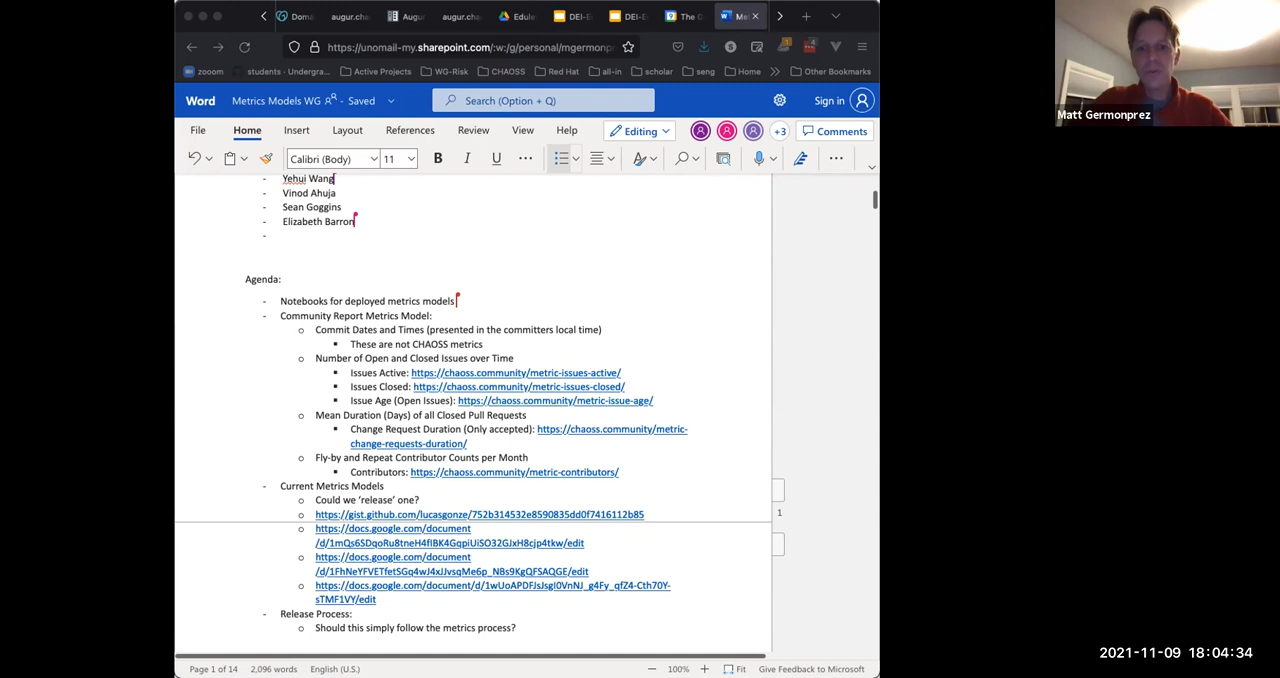 Doma
augur.cha
Augu
augur.cha
Edule
DEI-E
DEI-E
The G
Me
https://unomail-my.sharepoint.com/:w:/g/personal/mgermonp
zooom
students - Undergra...
Active Projects
WG-Risk
CHAOSS
Red Hat
all-in
scholar
seng
Home
Other Bookmarks
Word
Metrics Models WG
- Saved
Search (Option + Q)
Sign in
File
Home
Insert
Layout
References
Review
View
Help
Editing
+3
Comments
Calibri (Body)
11
B
I
U
- Yehui Wang
- Vinod Ahuja
- Sean Goggins
- Elizabeth Barron
-
Agenda:
- Notebooks for deployed metrics models
- Community Report Metrics Model:
o Commit Dates and Times (presented in the committers local time)
▪ These are not CHAOSS metrics
o Number of Open and Closed Issues over Time
▪ Issues Active: https://chaoss.community/metric-issues-active/
▪ Issues Closed: https://chaoss.community/metric-issues-closed/
▪ Issue Age (Open Issues): https://chaoss.community/metric-issue-age/
o Mean Duration (Days) of all Closed Pull Requests
▪ Change Request Duration (Only accepted): https://chaoss.community/metric-
change-requests-duration/
o Fly-by and Repeat Contributor Counts per Month
▪ Contributors: https://chaoss.community/metric-contributors/
- Current Metrics Models
o Could we ‘release’ one?
o https://gist.github.com/lucasgonze/752b314532e8590835dd0f7416112b85
o https://docs.google.com/document
/d/1mQs6SDqoRu8tneH4fIBK4GqpiUiSO32GJxH8cjp4tkw/edit
o https://docs.google.com/document
/d/1FhNeYFVETfetSGq4wJ4xJJvsqMe6p_NBs9KgQFSAQGE/edit
o https://docs.google.com/document/d/1wUoAPDFJsJsgI0VnNJ_g4Fy_qfZ4-Cth70Y-
sTMF1VY/edit
- Release Process:
o Should this simply follow the metrics process?
1
Page 1 of 14
2,096 words
English (U.S.)
100%
Fit
Give Feedback to Microsoft
Matt Germonprez
2021-11-09 18:04:34